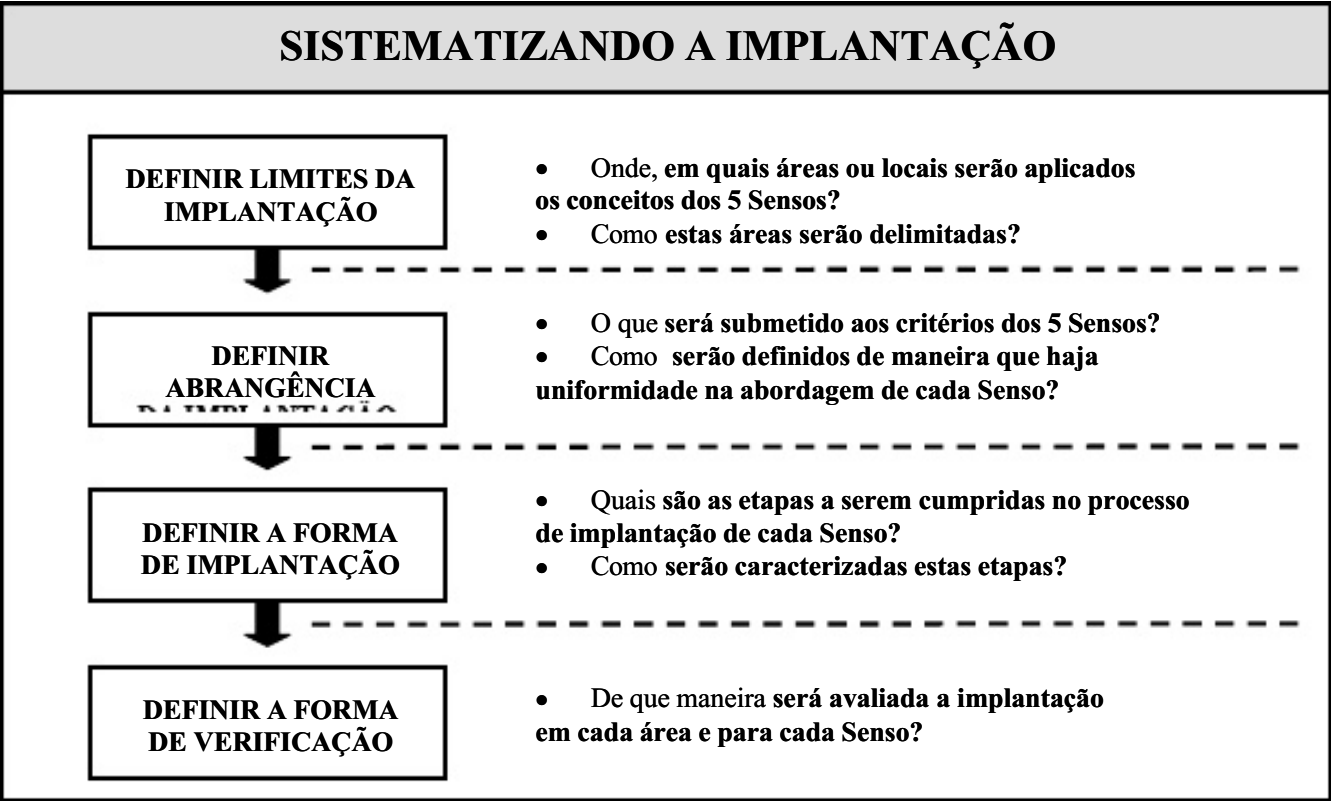 SISTEMATIZANDO A IMPLANTAÇÃO
DEFINIR LIMITES DA
IMPLANTAÇÃO
• Onde, em quais áreas ou locais serão aplicados
os conceitos dos 5 Sensos?
• Como estas áreas serão delimitadas?
DEFINIR
ABRANGÊNCIA
DA IMPLANTAÇÃO
• O que será submetido aos critérios dos 5 Sensos?
• Como serão definidos de maneira que haja
uniformidade na abordagem de cada Senso?
DEFINIR A FORMA
DE IMPLANTAÇÃO
• Quais são as etapas a serem cumpridas no processo
de implantação de cada Senso?
• Como serão caracterizadas estas etapas?
DEFINIR A FORMA
DE VERIFICAÇÃO
• De que maneira será avaliada a implantação
em cada área e para cada Senso?